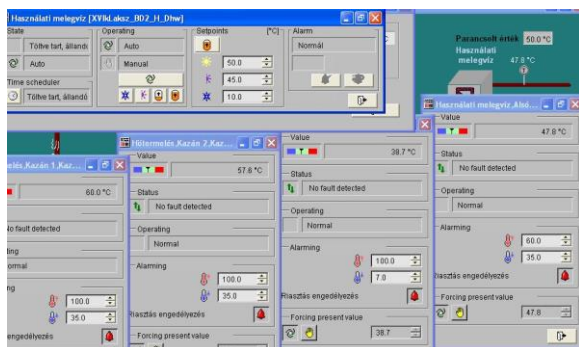 Használati melegvíz [XVIkLaksz_BD2_H_Dhw]
State
Töltve tart, állandó
Auto
Time scheduler
Töltve tart, állandó
Operating
Auto
Manual
Setpoints [°C]
50.0
45.0
10.0
Alarm
Normál
Parancsolt érték 50.0 °C
Használati
melegvíz 47.8 °C
Kazán 1,Kaz...
60.0 °C
No fault detected
100.0
35.0
engedélyezés
Hőtermelés,Kazán 2,Kaz...
Value
57.6 °C
Status
No fault detected
Operating
Normal
Alarming
100.0
35.0
Riasztás engedélyezés
Forcing present value
Value
38.7 °C
Status
No fault detected
Operating
Normal
Alarming
100.0
7.0
Riasztás engedélyezés
Forcing present value
38.7
Használati melegvíz,Alsó...
Value
47.8 °C
Status
No fault detected
Operating
Normal
Alarming
60.0
35.0
Riasztás engedélyezés
Forcing present value
47.8